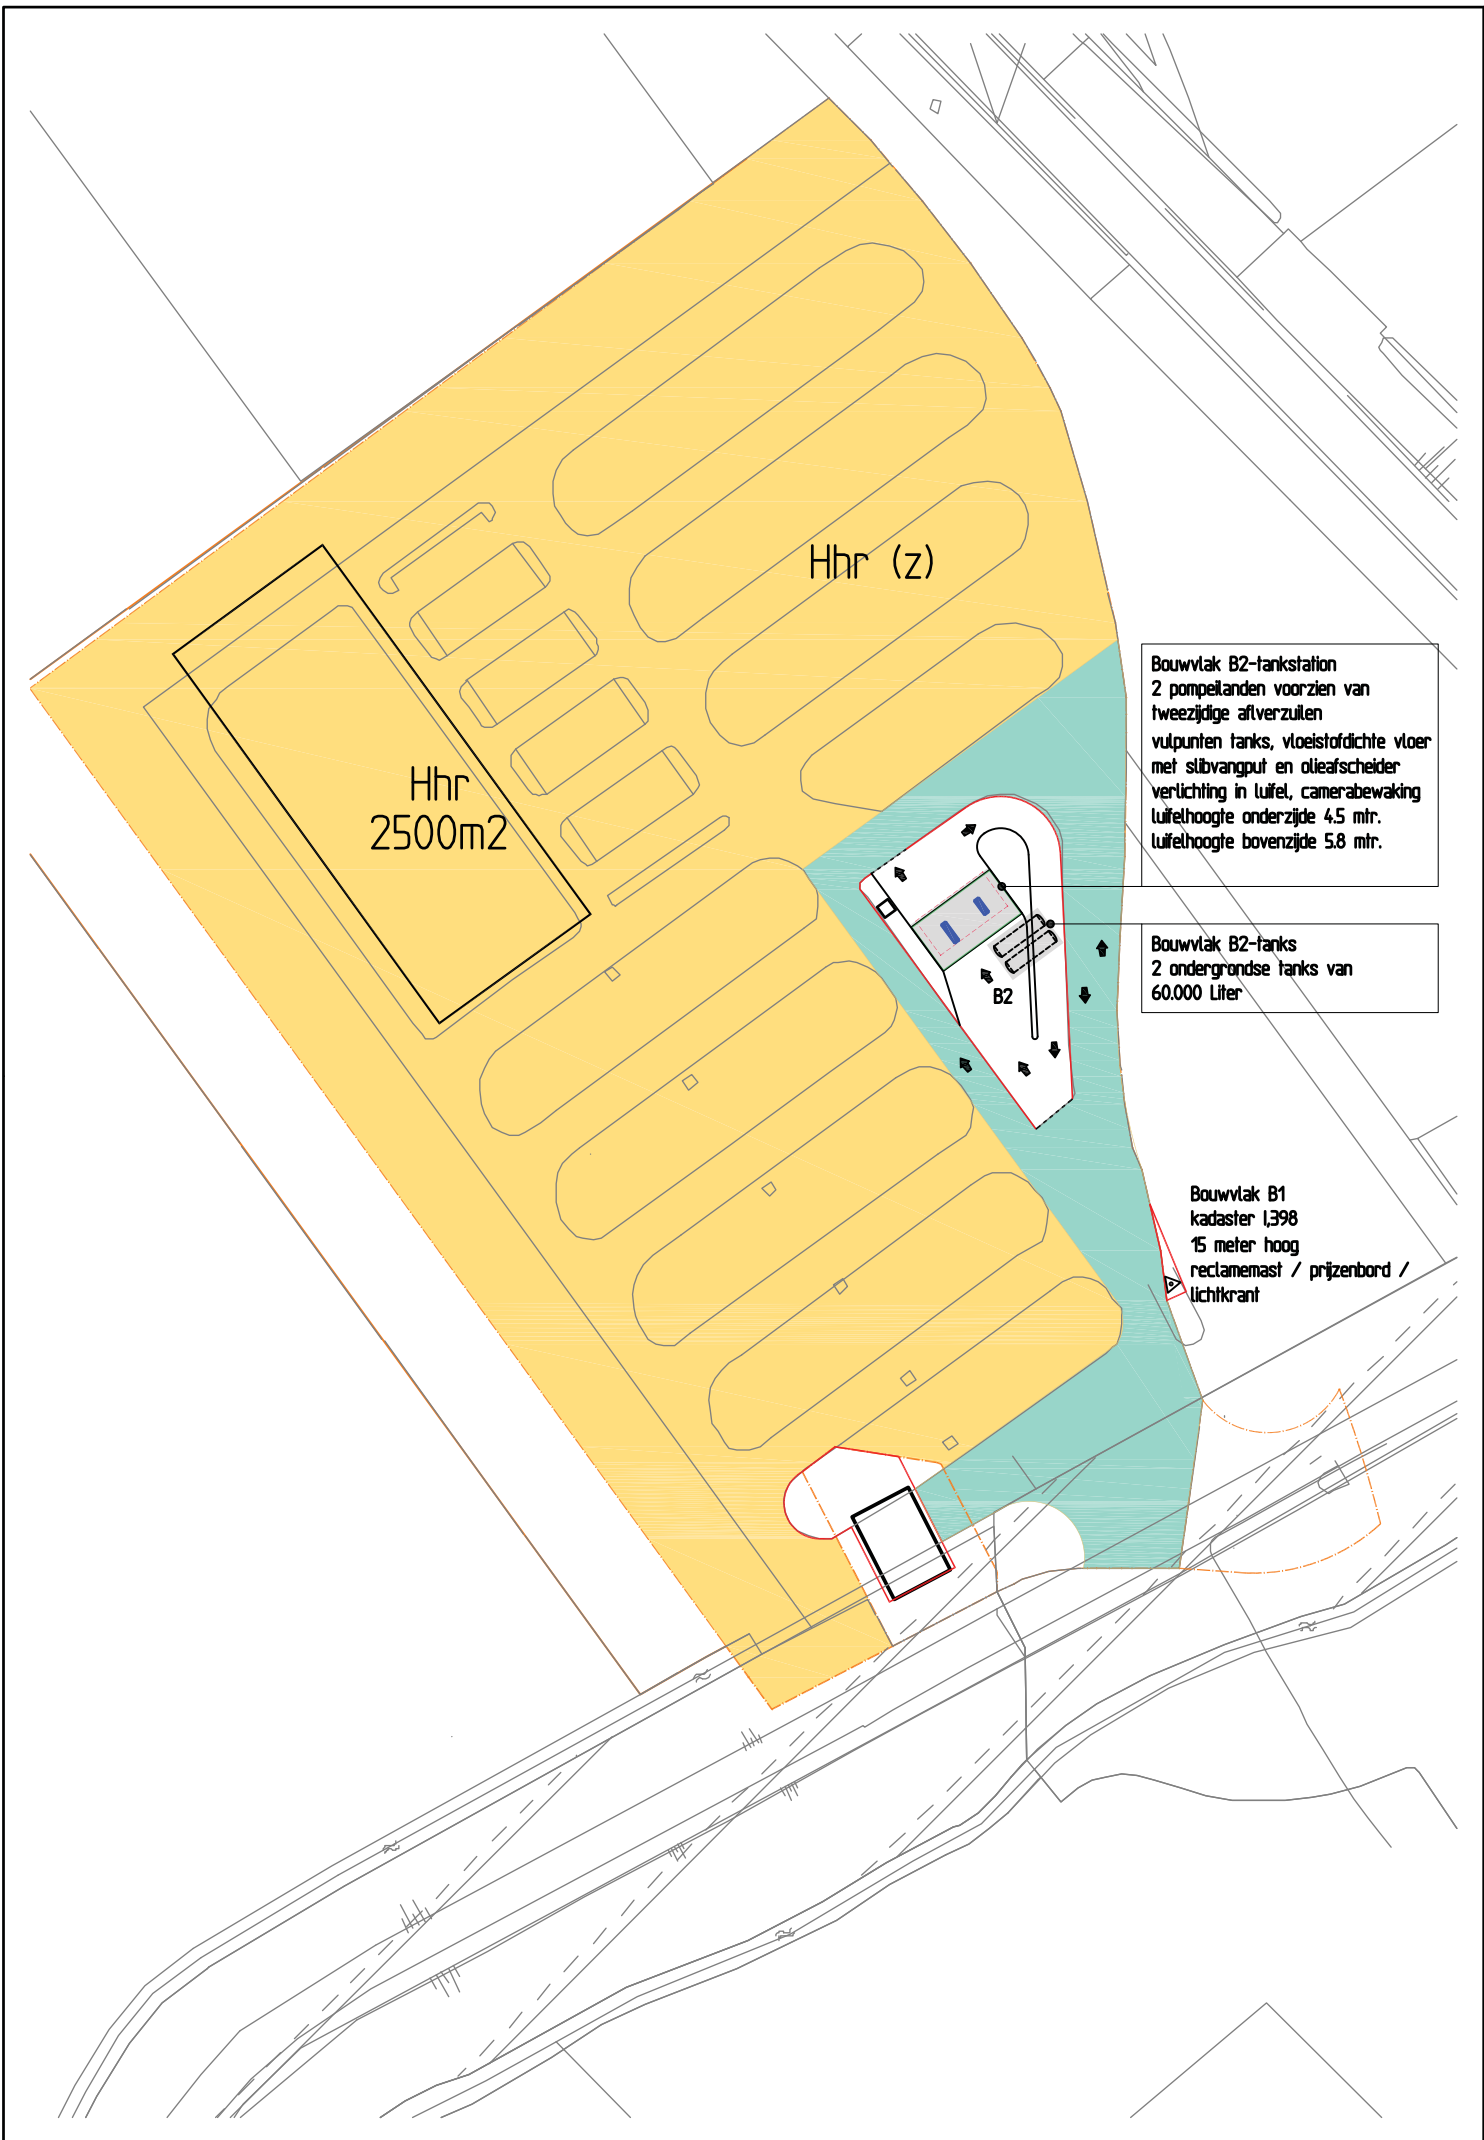 Hhr (z)
Hhr
2500m2
Bouwvlak B2-tankstation
2 pompeilanden voorzien van
tweezijdige aflverzuilen
vulpunten tanks, vloeistofdichte vloer
met slibvangput en olieafscheider
verlichting in luifel, camerabewaking
luifelhoogte onderzijde 4.5 mtr.
luifelhoogte bovenzijde 5.8 mtr.
Bouwvlak B2-tanks
2 ondergrondse tanks van
60.000 Liter
B2
Bouwvlak B1
kadaster I,398
15 meter hoog
reclamemast / prijzenbord /
lichtkrant